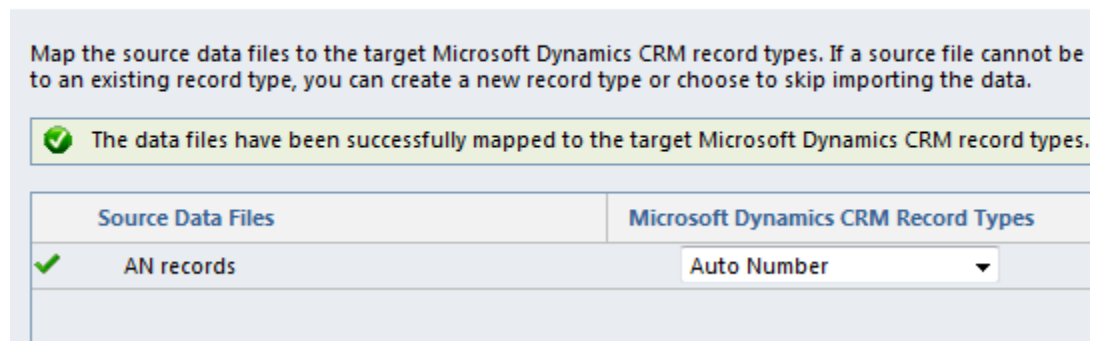 Map the source data files to the target Microsoft Dynamics CRM record types. If a source file cannot be
to an existing record type, you can create a new record type or choose to skip importing the data.
The data files have been successfully mapped to the target Microsoft Dynamics CRM record types.
Source Data Files Microsoft Dynamics CRM Record Types
AN records Auto Number